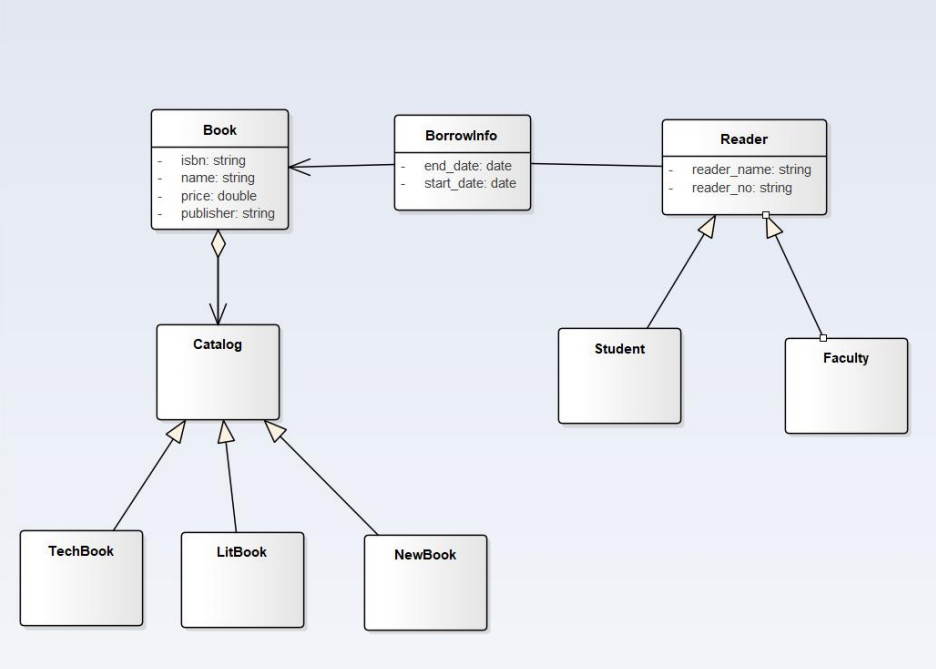 Book
- isbn: string
- name: string
- price: double
- publisher: string
BorrowInfo
- end_date: date
- start_date: date
Reader
- reader_name: string
- reader_no: string
Catalog
Student
Faculty
TechBook
LitBook
NewBook